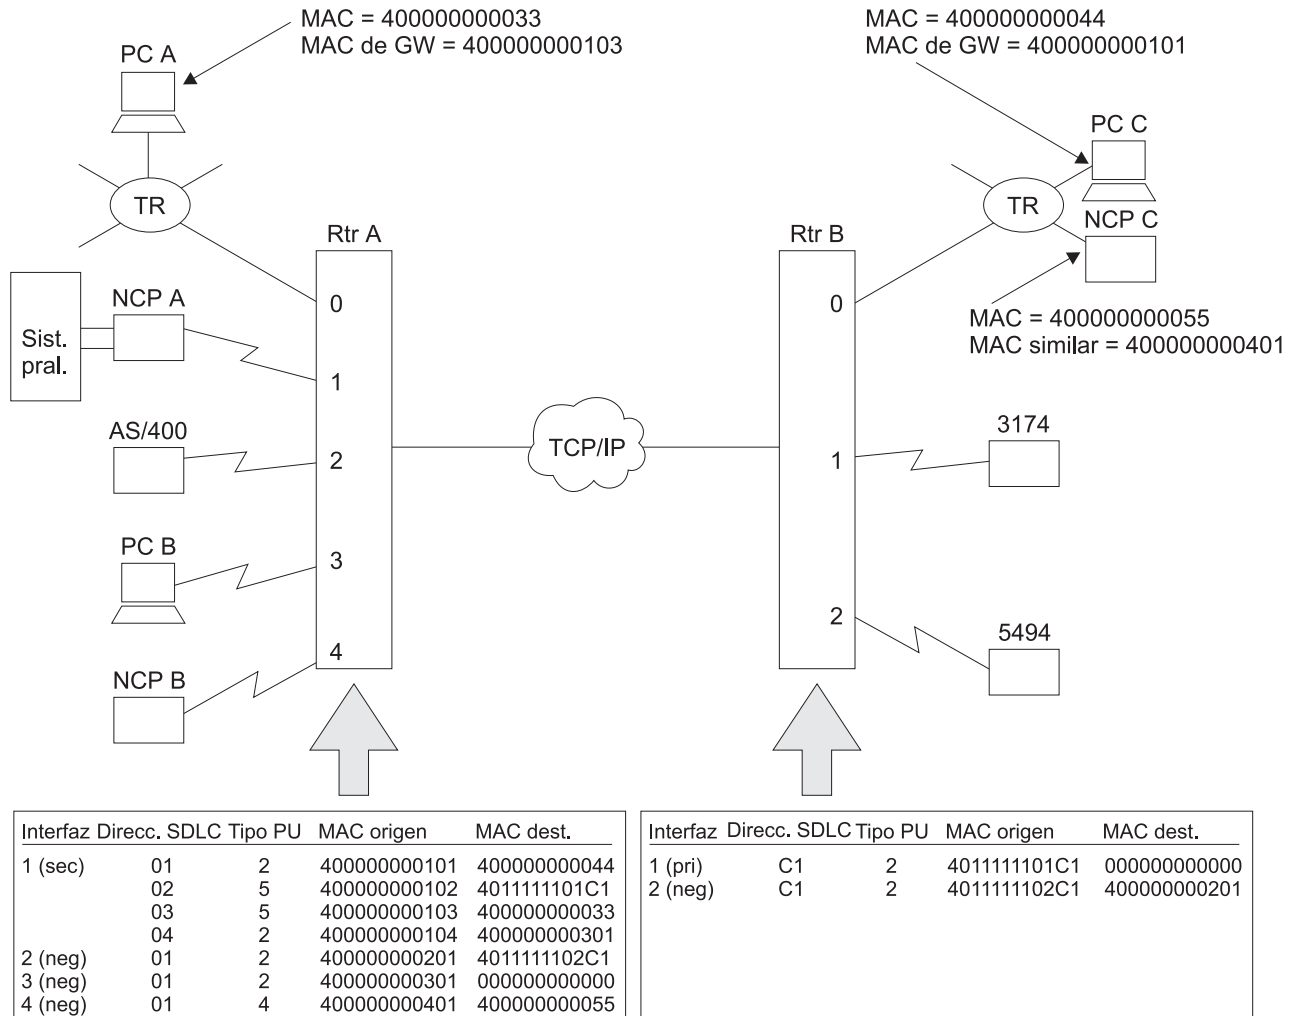 MAC = 400000000033
MAC de GW = 400000000103
MAC = 400000000044
MAC de GW = 400000000101
PC A
PC C
TR
TR
NCP C
Rtr A
Rtr B
NCP A
0
0
MAC = 400000000055
MAC similar = 400000000401
Sist.
pral.
1
AS/400
3174
TCP/IP
2
1
PC B
3
2
5494
4
NCP B
Interfaz Direcc. SDLC Tipo PU MAC origen MAC dest.
1 (sec) 01 2 400000000101 400000000044
02 5 400000000102 4011111101C1
03 5 400000000103 400000000033
04 2 400000000104 400000000301
2 (neg) 01 2 400000000201 4011111102C1
3 (neg) 01 2 400000000301 000000000000
4 (neg) 01 4 400000000401 400000000055
Interfaz Direcc. SDLC Tipo PU MAC origen MAC dest.
1 (pri) C1 2 4011111101C1 000000000000
2 (neg) C1 2 4011111102C1 400000000201